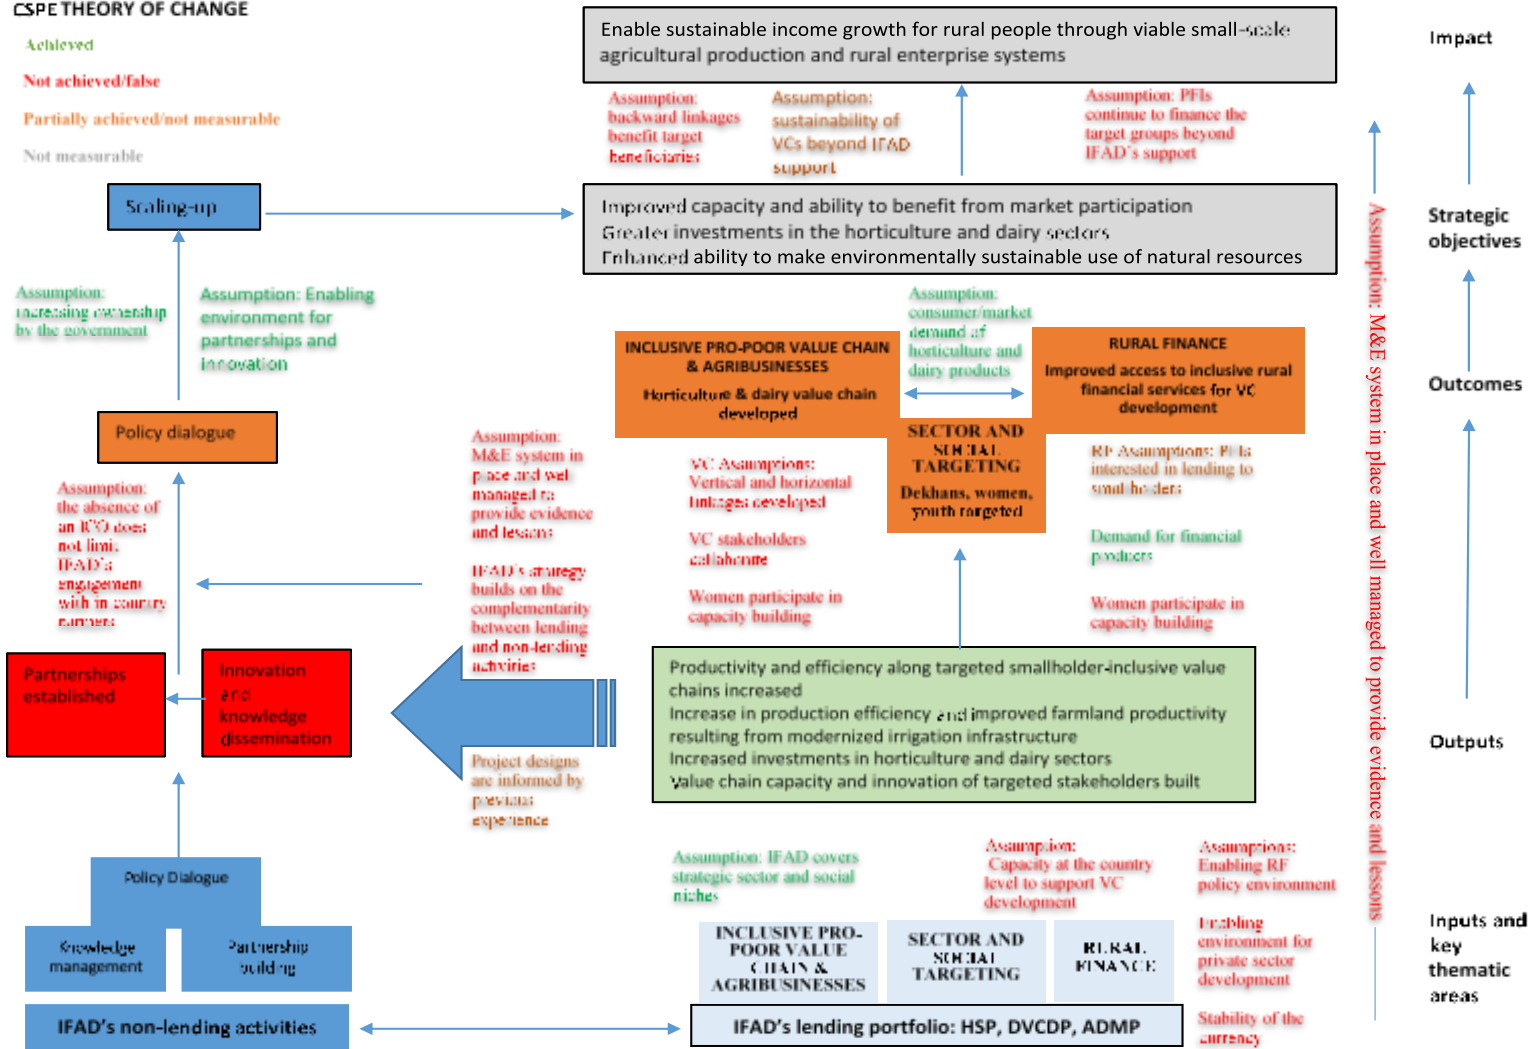 CSPE THEORY OF CHANGE
Achieved
Not achieved/false
Partially achieved/not measurable
Not measurable
Enable sustainable income growth for rural people through viable small-scale
agricultural production and rural enterprise systems
Impact
Assumption:
backward linkages
benefit target
beneficiaries
Assumption:
sustainability of
VCs beyond IFAD
support
Assumption: PFIs
continue to finance the
target groups beyond
IFAD's support
Scaling-up
Improved capacity and ability to benefit from market participation
Greater investments in the horticulture and dairy sectors
Enhanced ability to make environmentally sustainable use of natural resources
Strategic
objectives
Assumption:
increasing ownership
by the government
Assumption: Enabling
environment for
partnerships and
innovation
Assumption:
consumer/market
demand of
horticulture and
dairy products
INCLUSIVE PRO-POOR VALUE CHAIN
& AGRIBUSINESSES
Horticulture & dairy value chain
developed
RURAL FINANCE
Improved access to inclusive rural
financial services for VC
development
Outcomes
SECTOR AND
SOCIAL
TARGETING
Dekhans, women,
youth targeted
Policy dialogue
Assumption:
the absence of
an ICO does
not limit
IFAD's
engagement
with in country
partners
Assumption:
M&E system in
place and well
managed to
provide evidence
and lessons
IFAD's strategy
builds on the
complementarity
between lending
and non-lending
activities
VC Assumptions:
Vertical and horizontal
linkages developed
VC stakeholders
collaborate
Women participate in
capacity building
RF Assumptions: PFIs
interested in lending to
smallholders
Demand for financial
products
Women participate in
capacity building
Assumption: M&E system in place and well managed to provide evidence and lessons
Partnerships
established
Innovation
and
knowledge
dissemination
Project designs
are informed by
previous
experience
Productivity and efficiency along targeted smallholder-inclusive value
chains increased
Increase in production efficiency and improved farmland productivity
resulting from modernized irrigation infrastructure
Increased investments in horticulture and dairy sectors
Value chain capacity and innovation of targeted stakeholders built
Outputs
Policy Dialogue
Knowledge
management
Partnership
building
IFAD's non-lending activities
Assumption: IFAD covers
strategic sector and social
niches
Assumption:
Capacity at the country
level to support VC
development
Assumptions:
Enabling RF
policy environment
Enabling
environment for
private sector
development
Stability of the
currency
INCLUSIVE PRO-
POOR VALUE
CHAIN &
AGRIBUSINESSES
SECTOR AND
SOCIAL
TARGETING
RURAL
FINANCE
IFAD's lending portfolio: HSP, DVCDP, ADMP
Inputs and
key
thematic
areas